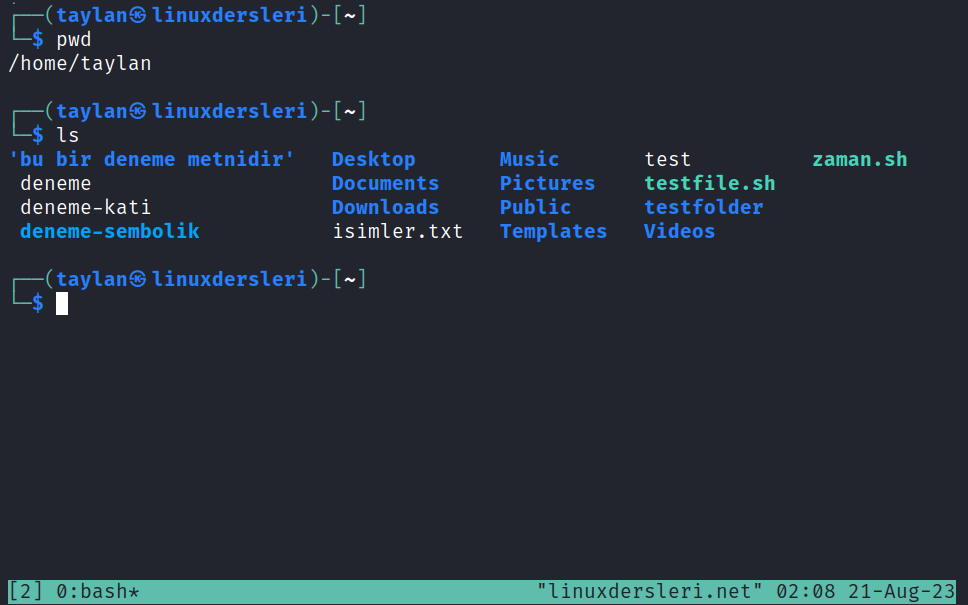 ┌──(taylan㉿linuxdersleri)-[~]
└─$ pwd
/home/taylan
┌──(taylan㉿linuxdersleri)-[~]
└─$ ls
'bu bir deneme metnidir'   Desktop       Music       test          zaman.sh
 deneme                    Documents     Pictures    testfile.sh
 deneme-kati               Downloads     Public      testfolder
 deneme-sembolik           isimler.txt   Templates   Videos
┌──(taylan㉿linuxdersleri)-[~]
└─$
[2] 0:bash*                                 "linuxdersleri.net" 02:08 21-Aug-23